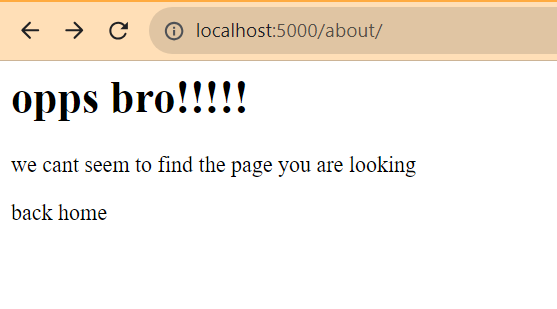 localhost:5000/about/
opps bro!!!!!
we cant seem to find the page you are looking
back home